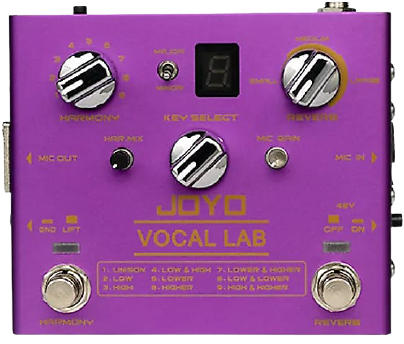 MAJOR
MINOR
MEDIUM
SMALL
LARGE
4
HARMONY
KEY SELECT
REVERB
HAR.MIX
MIC GAIN
MIC OUT
MIC IN
JOYO
VOCAL LAB
GND LIFT
48V
OFF ON
1. UNISON 4. LOW & HIGH 7. LOWER & HIGHER
2. LOW 5. LOWER 8. LOW & LOWER
3. HIGH 6. HIGHER 9. HIGH & HIGHER
HARMONY
REVERB